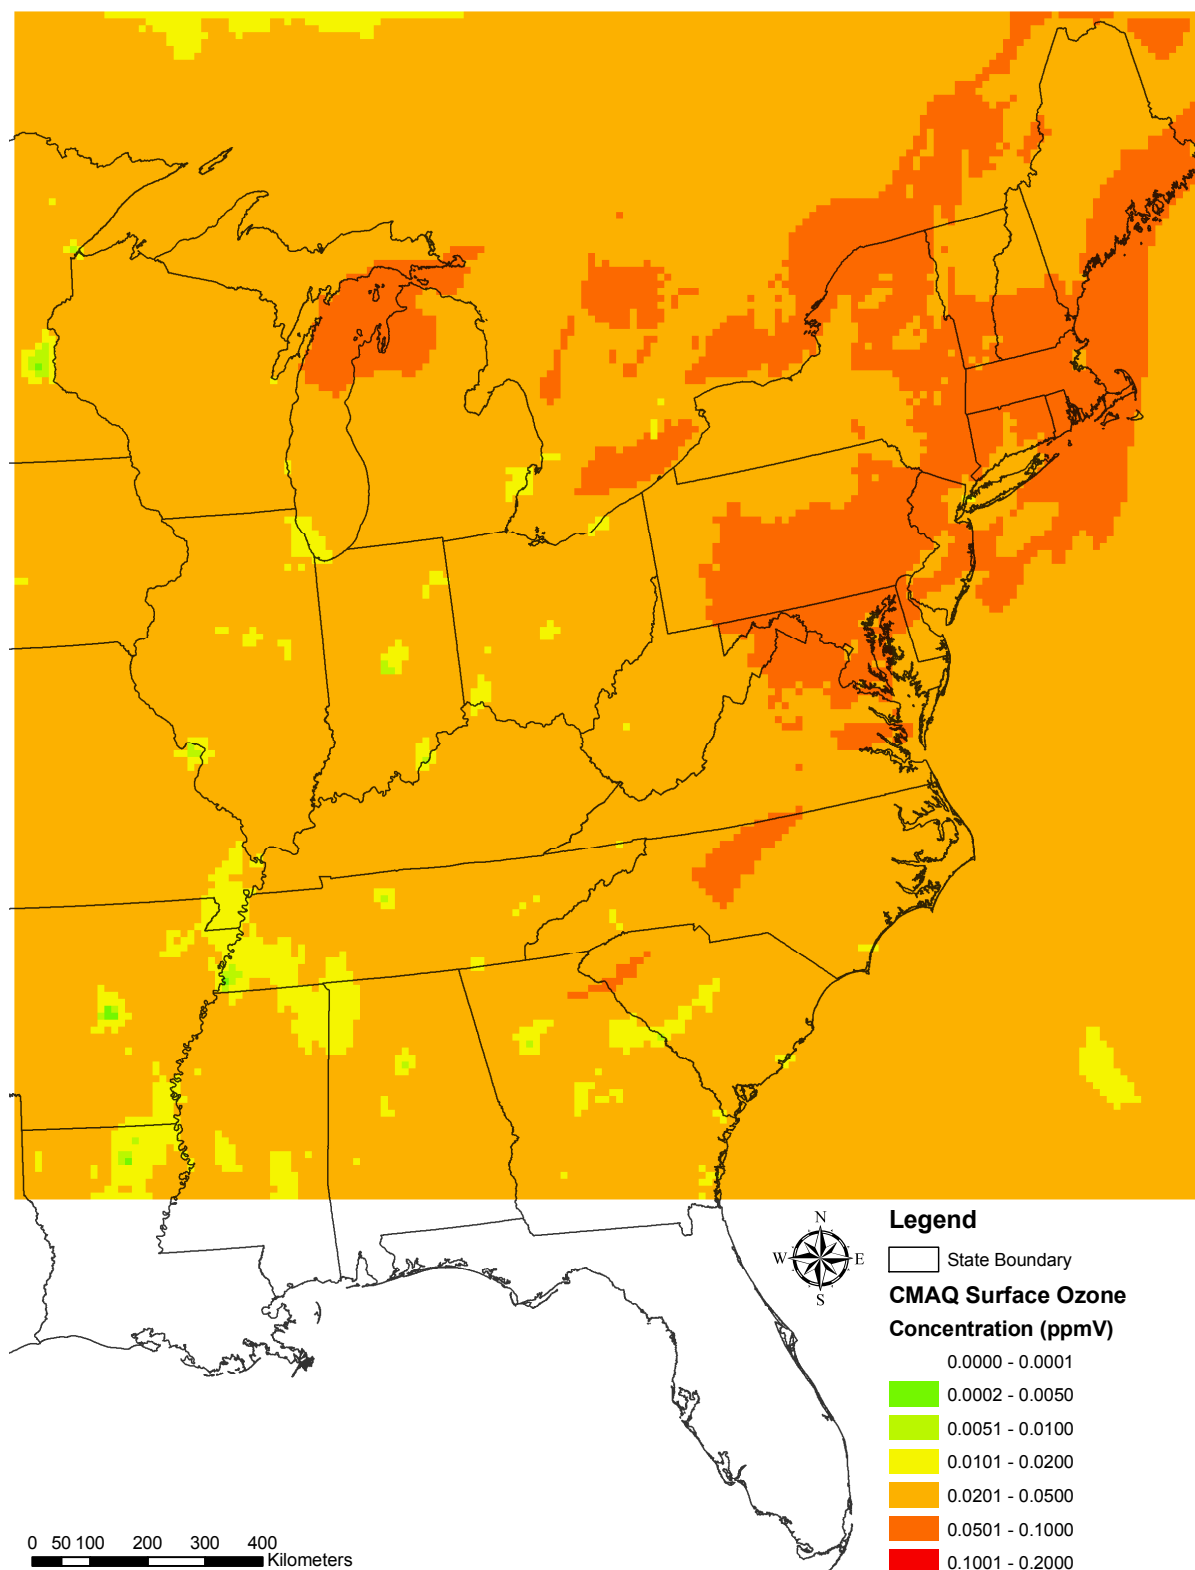 N
W E
S
Legend
State Boundary
CMAQ Surface Ozone
Concentration (ppmV)
0.0000 - 0.0001
0.0002 - 0.0050
0.0051 - 0.0100
0.0101 - 0.0200
0.0201 - 0.0500
0.0501 - 0.1000
0.1001 - 0.2000
0 50 100 200 300 400
Kilometers